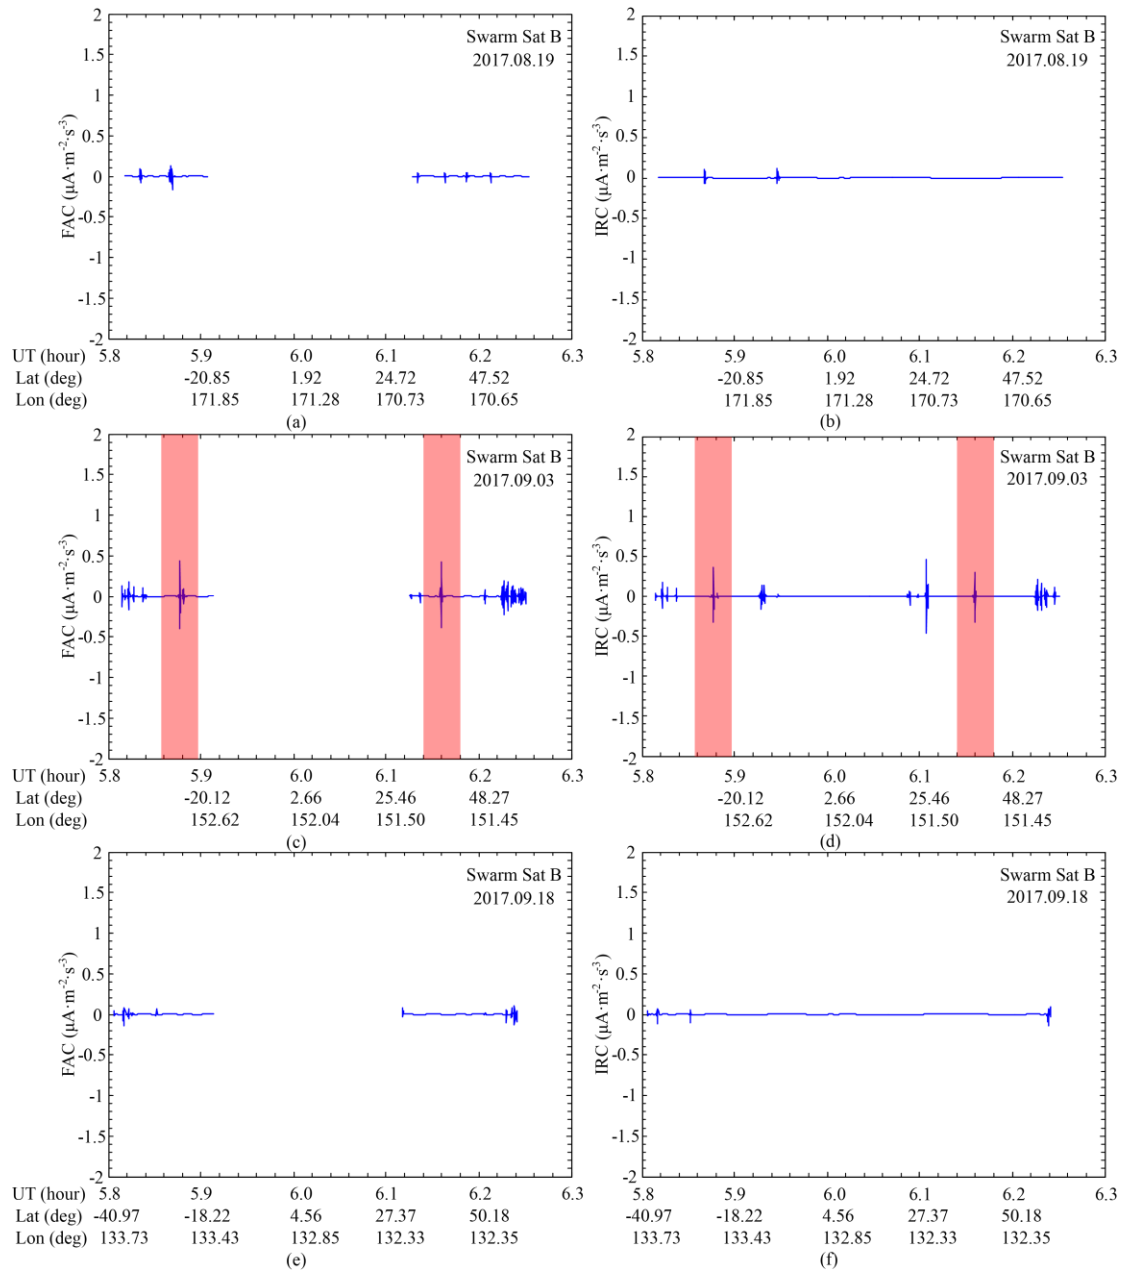 2
1.5
1
0.5
0
-0.5
-1
-1.5
-2
FAC (μA·m-2·s-3)
Swarm Sat B
2017.08.19
UT (hour) 5.8 5.9 6.0 6.1 6.2 6.3
Lat (deg) -20.85 1.92 24.72 47.52
Lon (deg) 171.85 171.28 170.73 170.65
(a)
2
1.5
1
0.5
0
-0.5
-1
-1.5
-2
IRC (μA·m-2·s-3)
Swarm Sat B
2017.08.19
5.8 5.9 6.0 6.1 6.2 6.3
-20.85 1.92 24.72 47.52
171.85 171.28 170.73 170.65
(b)
2
1.5
1
0.5
0
-0.5
-1
-1.5
-2
FAC (μA·m-2·s-3)
Swarm Sat B
2017.09.03
UT (hour) 5.8 5.9 6.0 6.1 6.2 6.3
Lat (deg) -20.12 2.66 25.46 48.27
Lon (deg) 152.62 152.04 151.50 151.45
(c)
2
1.5
1
0.5
0
-0.5
-1
-1.5
-2
IRC (μA·m-2·s-3)
Swarm Sat B
2017.09.03
5.8 5.9 6.0 6.1 6.2 6.3
-20.12 2.66 25.46 48.27
152.62 152.04 151.50 151.45
(d)
2
1.5
1
0.5
0
-0.5
-1
-1.5
-2
FAC (μA·m-2·s-3)
Swarm Sat B
2017.09.18
UT (hour) 5.8 5.9 6.0 6.1 6.2 6.3
Lat (deg) -40.97 -18.22 4.56 27.37 50.18
Lon (deg) 133.73 133.43 132.85 132.33 132.35
(e)
2
1.5
1
0.5
0
-0.5
-1
-1.5
-2
IRC (μA·m-2·s-3)
Swarm Sat B
2017.09.18
5.8 5.9 6.0 6.1 6.2 6.3
-40.97 -18.22 4.56 27.37 50.18
133.73 133.43 132.85 132.33 132.35
(f)